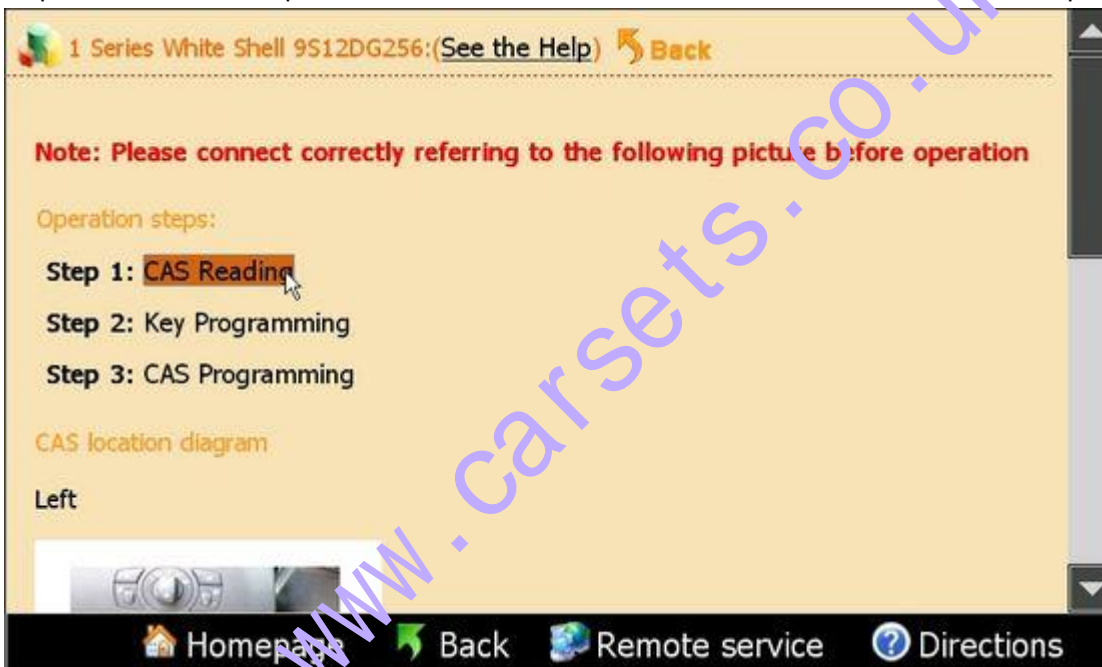 1 Series White Shell 9S12DG256:(See the Help) Back
Note: Please connect correctly referring to the following picture before operation
Operation steps:
Step 1: CAS Reading
Step 2: Key Programming
Step 3: CAS Programming
CAS location diagram
Left
Homepage Back Remote service Directions
www.carsets.co.u